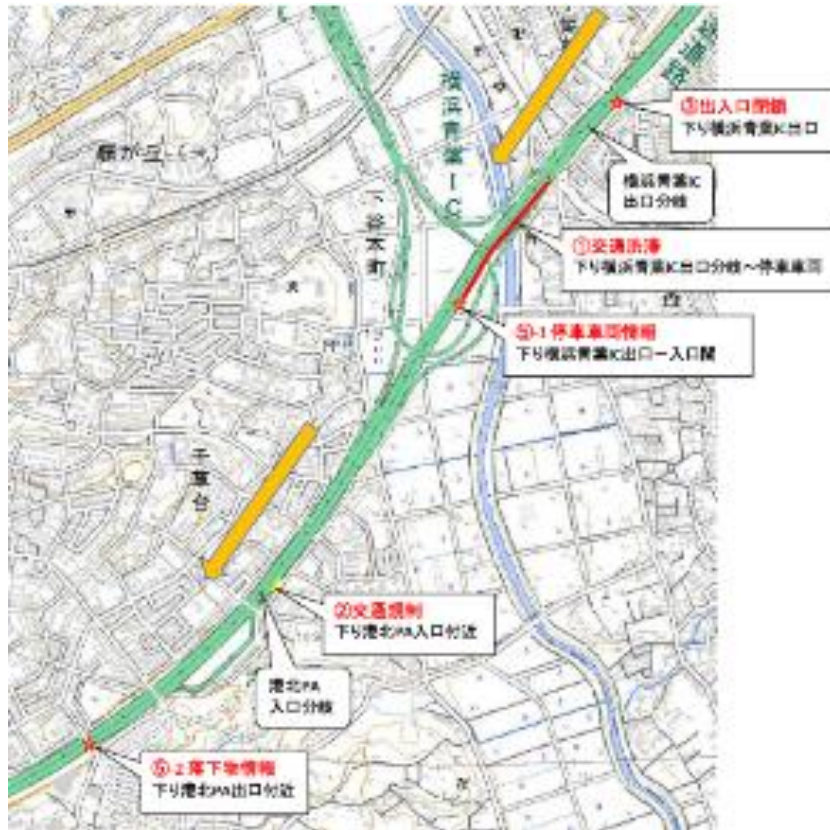 ③出入口閉鎖
下り横浜青葉IC出口
横浜青葉IC
出口分岐
①交通渋滞
下り横浜青葉IC出口分岐~停車車両
⑤-1停車車両情報
下り横浜青葉IC出口ー入口間
横浜青葉IC
藤が丘
下谷本町
千草台
②交通規制
下り港北PA入口付近
港北PA
入口分岐
⑤-2落下物情報
下り港北PA出口付近